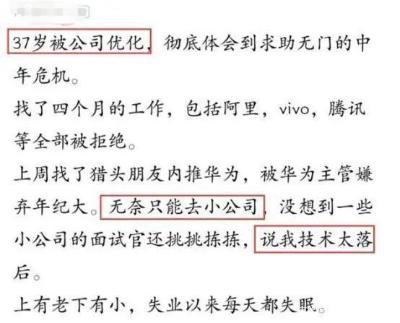 37岁被公司优化，彻底体会到求助无门的中
年危机。
找了四个月的工作，包括阿里，vivo，腾讯
等全部被拒绝。
上周找了猎头朋友内推华为，被华为主管嫌
弃年纪大。无奈只能去小公司，没想到一些
小公司的面试官还挑挑拣拣，说我技术太落
后。
上有老下有小，失业以来每天都失眠。